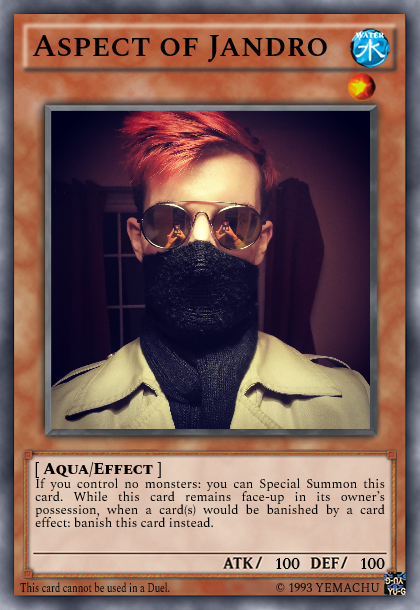 Aspect of Jandro
WATER
水
[ Aqua/Effect ]
If you control no monsters: you can Special Summon this
card. While this card remains face-up in its owner's
possession, when a card(s) would be banished by a card
effect: banish this card instead.
ATK/ 100 DEF/ 100
This card cannot be used in a Duel.
© 1993 YEMACHU
YU-G